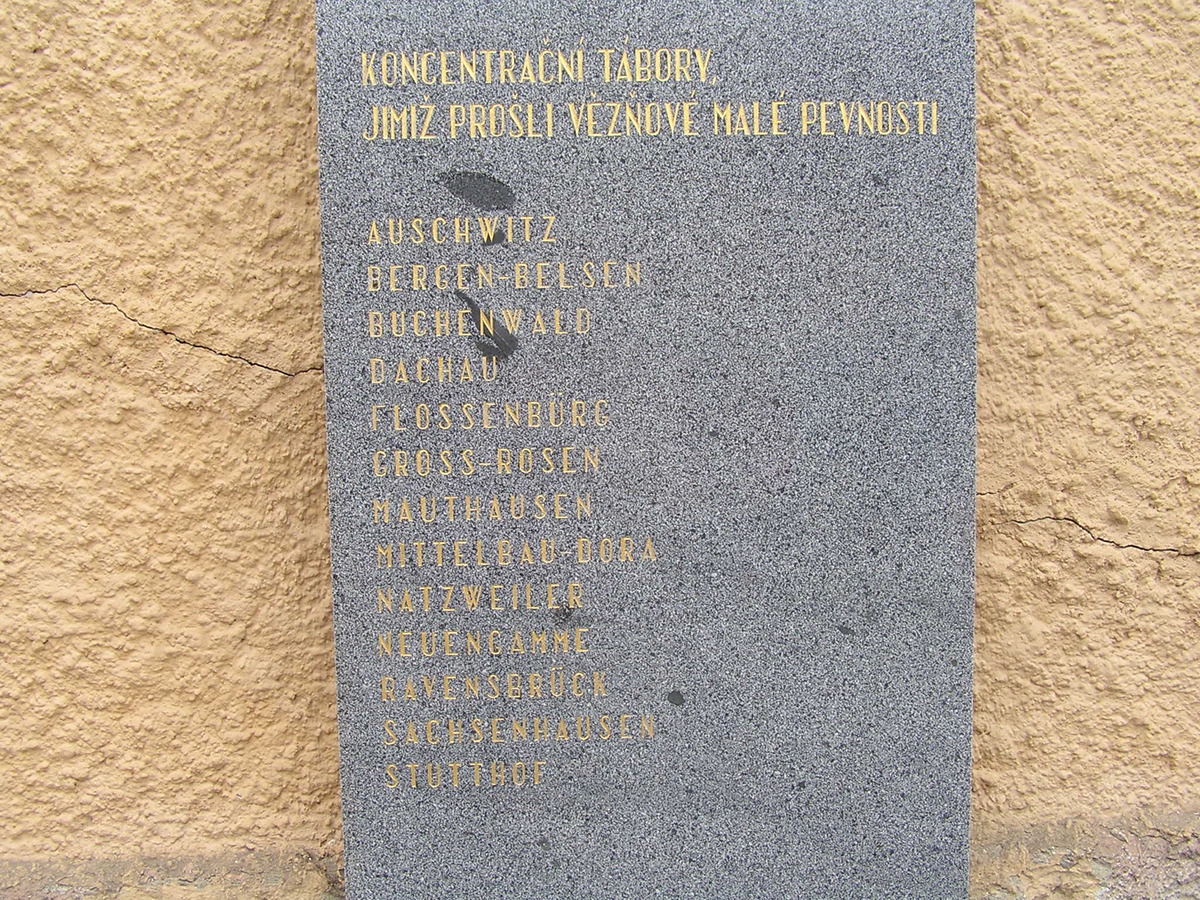 KONCENTRAČNÍ TÁBORY,
JIMIŽ PROŠLI VĚZŇOVÉ MALÉ PEVNOSTI
AUSCHWITZ
BERGEN-BELSEN
BUCHENWALD
DACHAU
FLOSSENBÜRG
GROSS-ROSEN
MAUTHAUSEN
MITTELBAU-DORA
NATZWEILER
NEUENGAMME
RAVENSBRÜCK
SACHSENHAUSEN
STUTTHOF